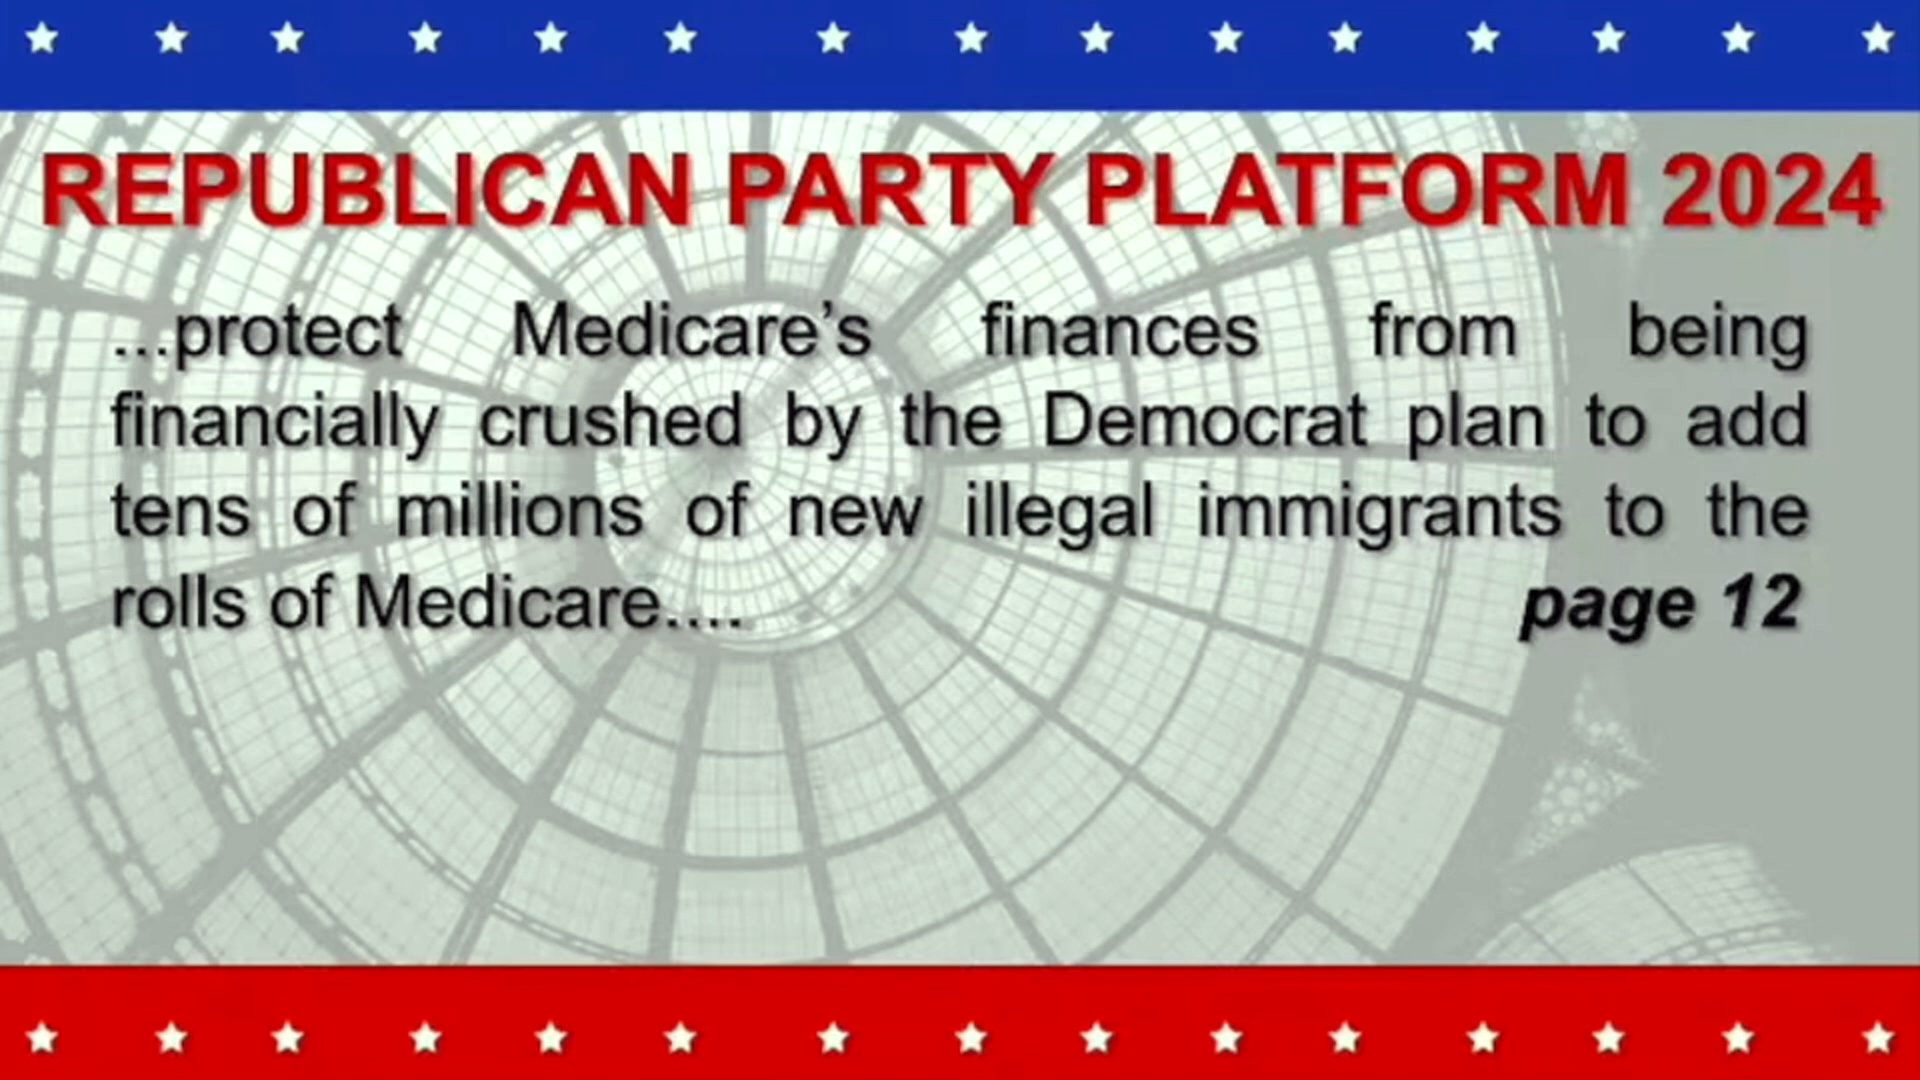 REPUBLICAN PARTY PLATFORM 2024
...protect Medicare’s finances from being
financially crushed by the Democrat plan to add
tens of millions of new illegal immigrants to the
rolls of Medicare.... page 12